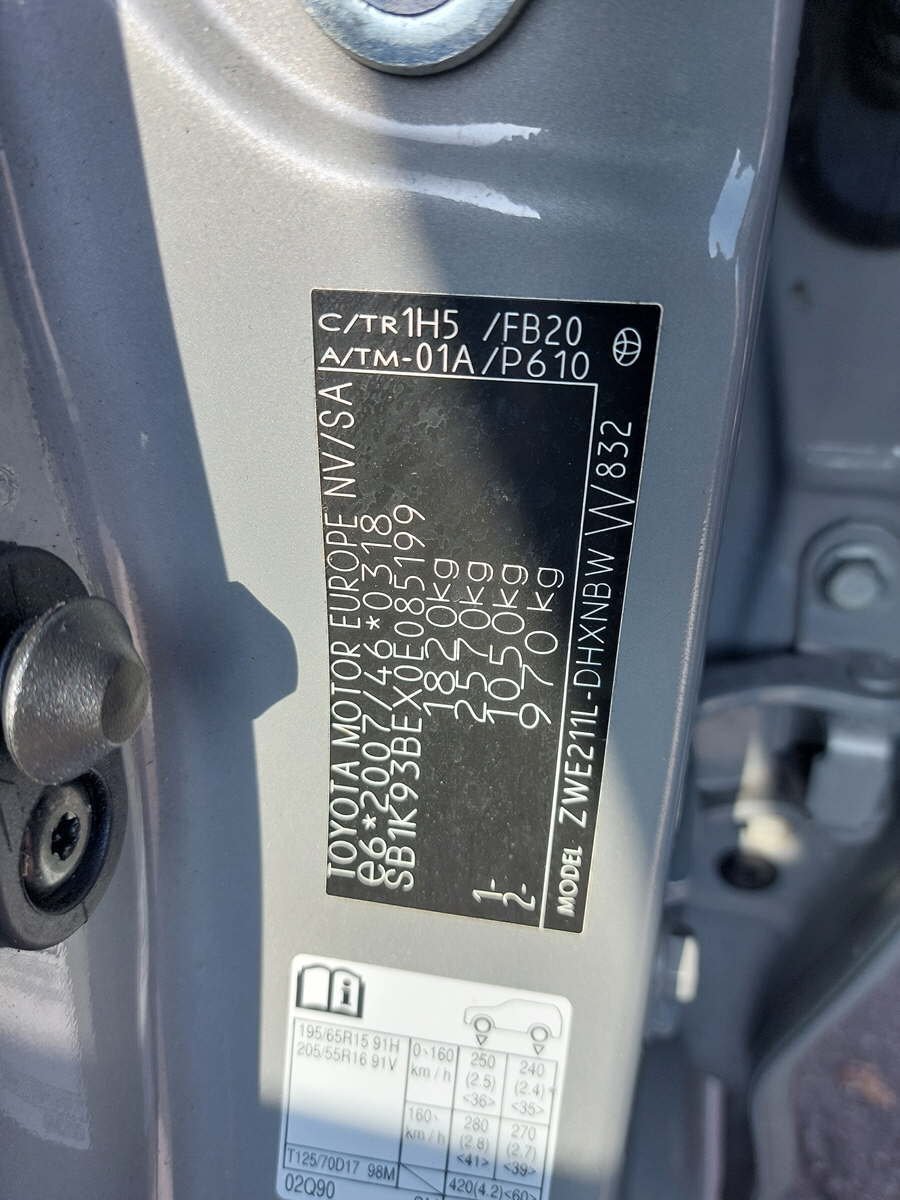 C/TR 1H5 /FB20
A/TM-01A /P610
TOYOTA MOTOR EUROPE NV/SA
e6*2007/46*0318
SB1K93BEX0E085199
1820kg
2570kg
1- 1050kg
2- 970kg
MODEL ZWE211L-DHXNBW W/832
195/65R15 91H
205/55R16 91V
0~160 km/h
250 (2.5) <36>
240 (2.4) <35>
160~ km/h
280 (2.8) <41>
270 (2.7) <39>
T125/70D17 98M
420(4.2)<60>
02Q90